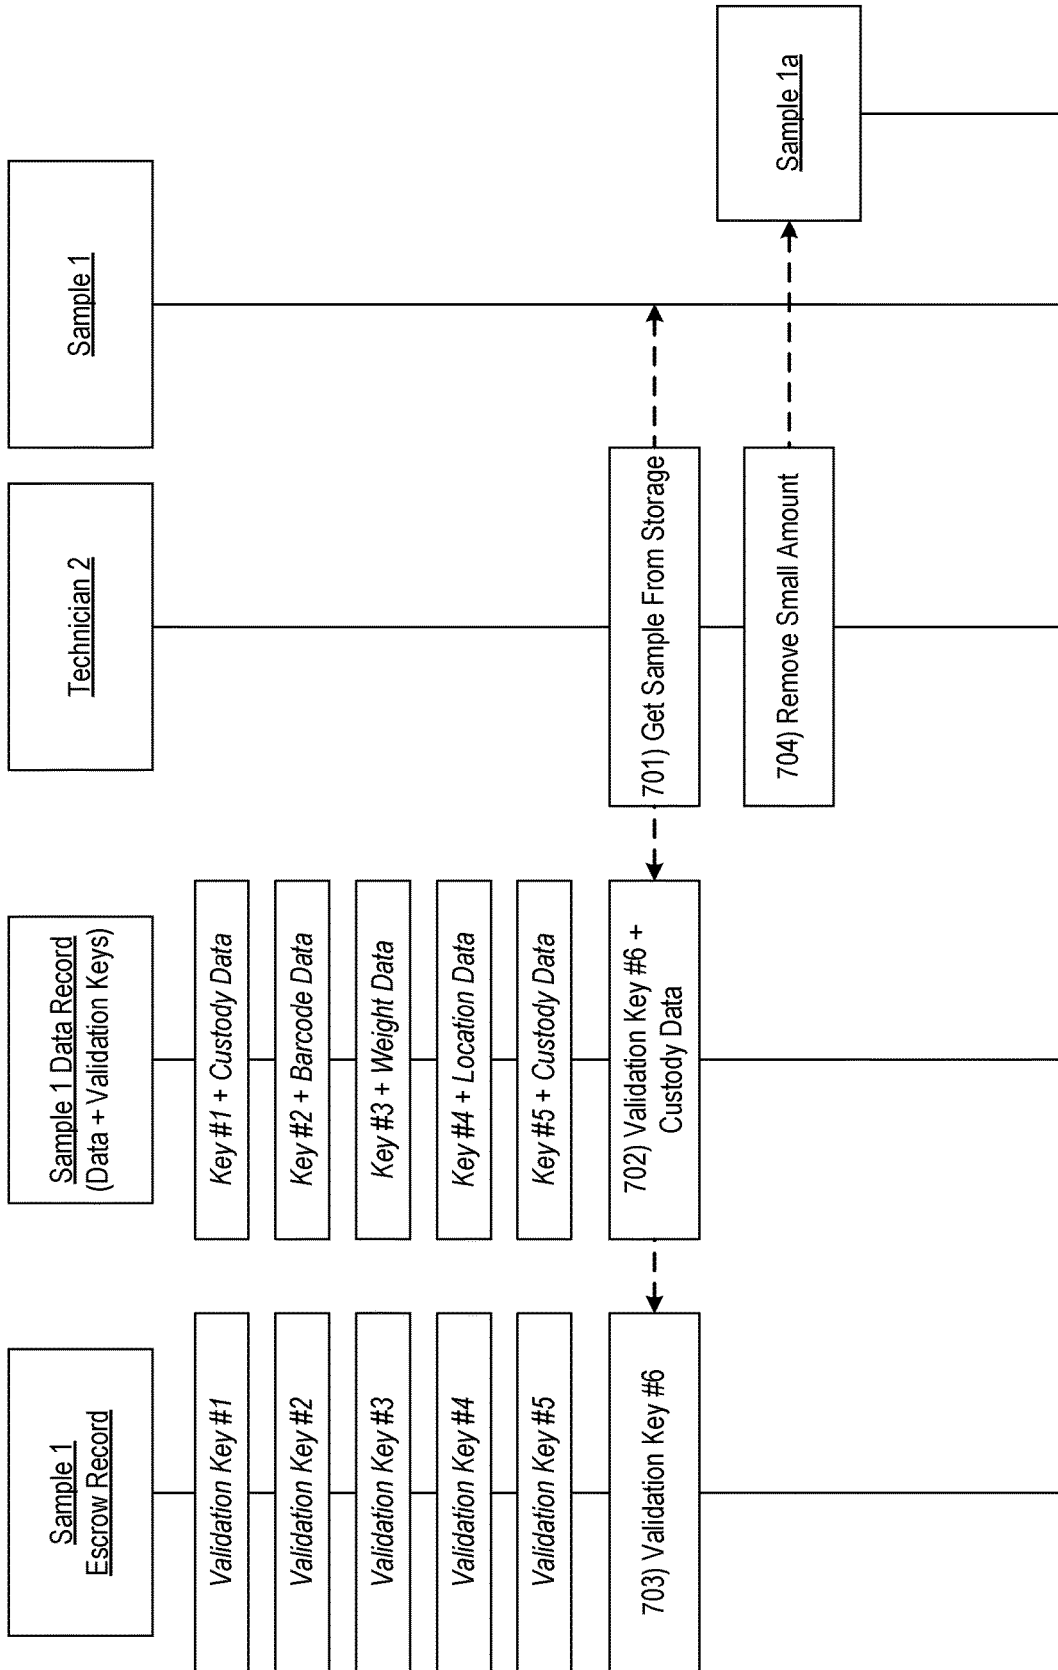 Sample 1
Escrow Record
Sample 1 Data Record
(Data + Validation Keys)
Technician 2
Sample 1
Validation Key #1
Key #1 + Custody Data
Validation Key #2
Key #2 + Barcode Data
Validation Key #3
Key #3 + Weight Data
Validation Key #4
Key #4 + Location Data
Validation Key #5
Key #5 + Custody Data
703) Validation Key #6
702) Validation Key #6 +
Custody Data
701) Get Sample From Storage
704) Remove Small Amount
Sample 1a